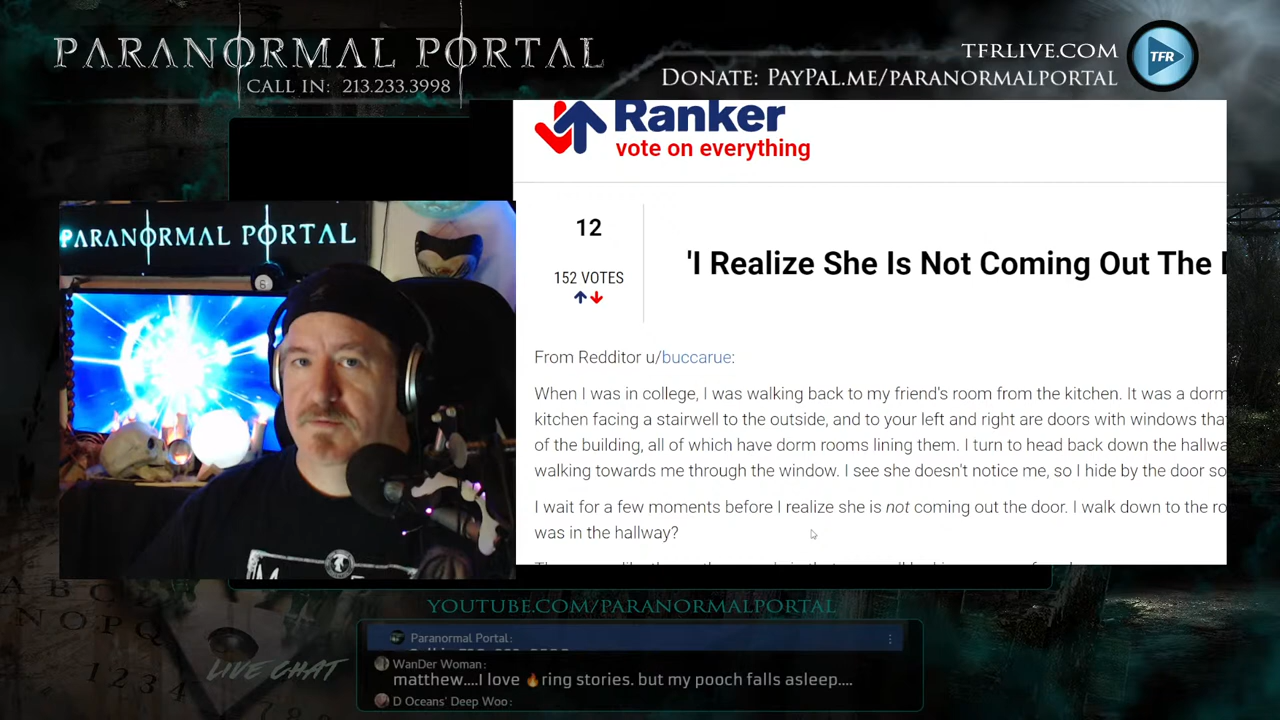 PARANORMAL PORTAL
CALL IN: 213.233.3998
TFRLIVE.COM
DONATE: PAYPAL.ME/PARANORMALPORTAL
TFR
Ranker
vote on everything
PARANORMAL PORTAL
6
12
152 VOTES
'I Realize She Is Not Coming Out The
From Redditor u/buccarue:
When I was in college, I was walking back to my friend's room from the kitchen. It was a dorm
kitchen facing a stairwell to the outside, and to your left and right are doors with windows tha
of the building, all of which have dorm rooms lining them. I turn to head back down the hallwa
walking towards me through the window. I see she doesn't notice me, so I hide by the door so
I wait for a few moments before I realize she is not coming out the door. I walk down to the ro
was in the hallway?
YOUTUBE.COM/PARANORMALPORTAL
LIVE CHAT
Paranormal Portal:
WanDer Woman:
matthew....I love 🔥ring stories. but my pooch falls asleep....
D Oceans' Deep Woo:
A B C
N O P Q
1 2 3 4